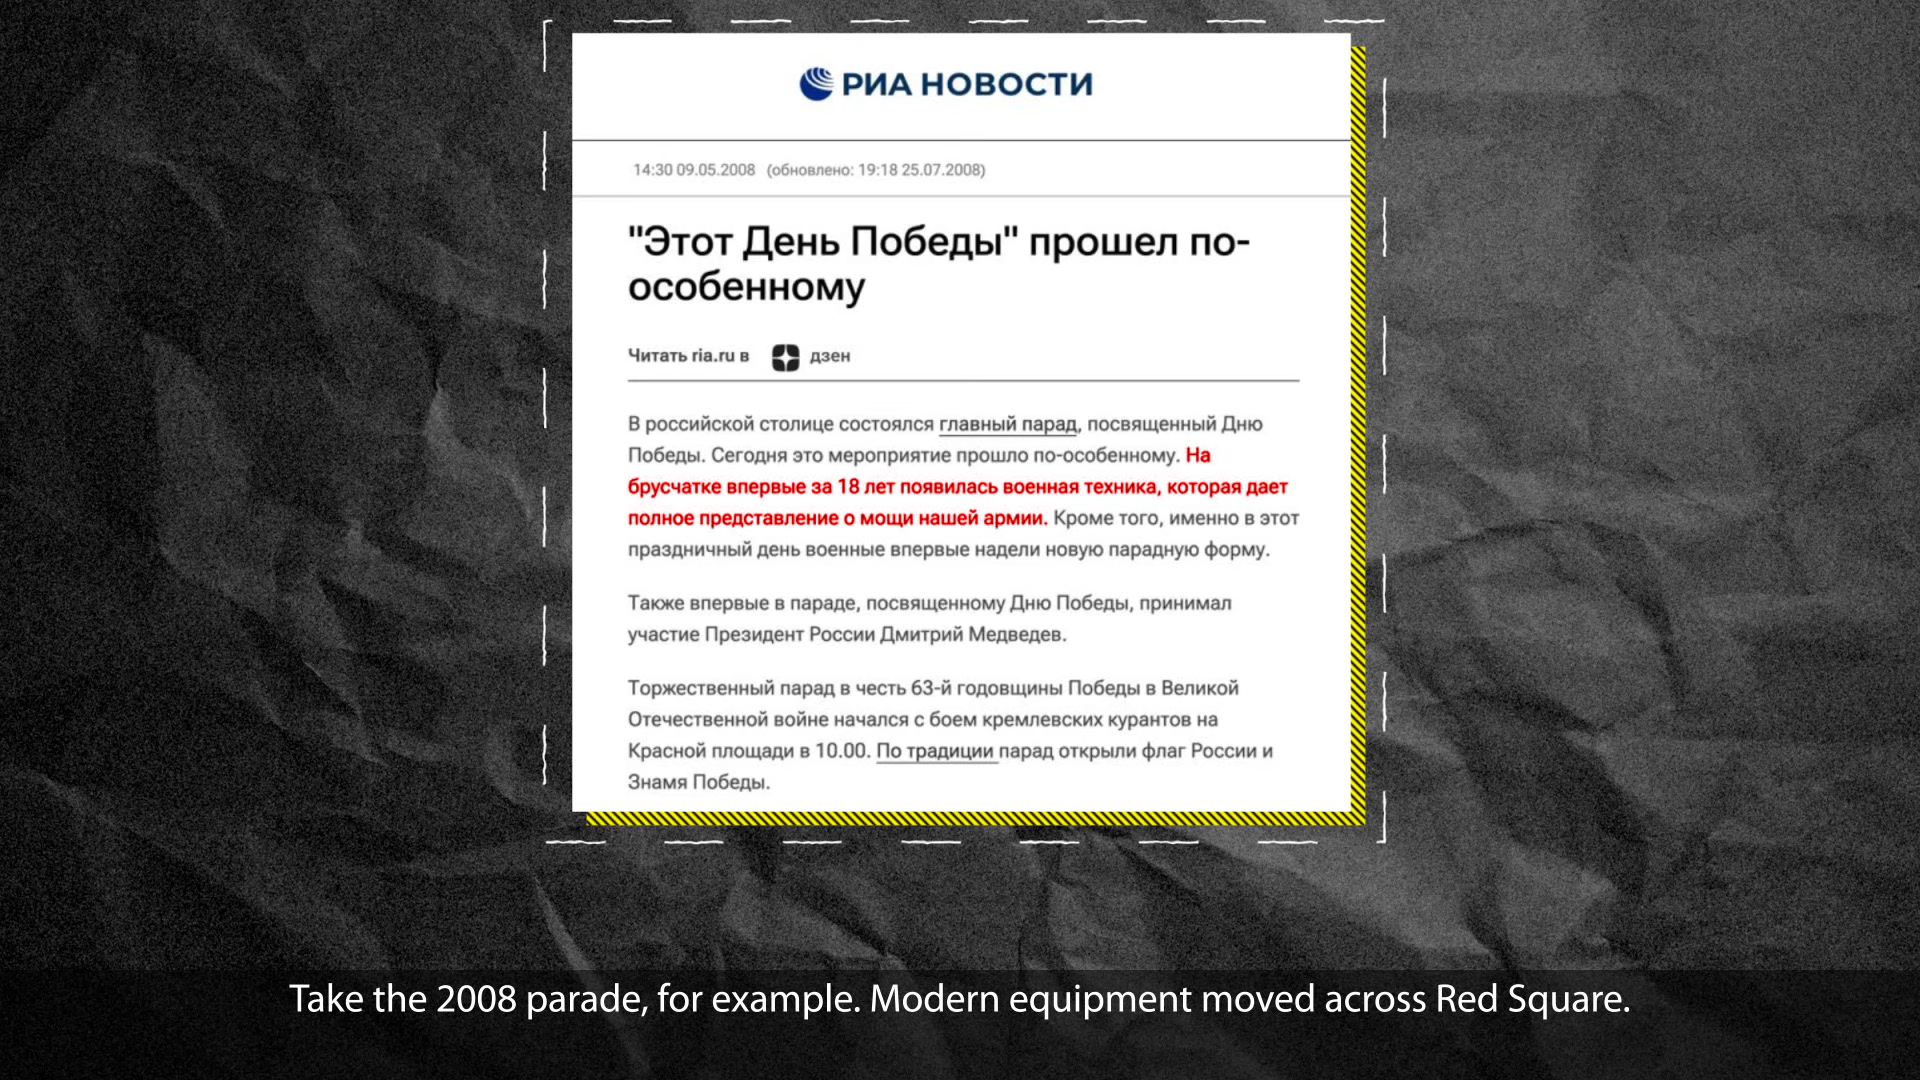 РИА НОВОСТИ
14:30 09.05.2008 (обновлено: 19:18 25.07.2008)
"Этот День Победы" прошел по-
особенному
Читать ria.ru в дзен
В российской столице состоялся главный парад, посвященный Дню
Победы. Сегодня это мероприятие прошло по-особенному. На
брусчатке впервые за 18 лет появилась военная техника, которая дает
полное представление о мощи нашей армии. Кроме того, именно в этот
праздничный день военные впервые надели новую парадную форму.
Также впервые в параде, посвященному Дню Победы, принимал
участие Президент России Дмитрий Медведев.
Торжественный парад в честь 63-й годовщины Победы в Великой
Отечественной войне начался с боем кремлевских курантов на
Красной площади в 10.00. По традиции парад открыли флаг России и
Знамя Победы.
Take the 2008 parade, for example. Modern equipment moved across Red Square.